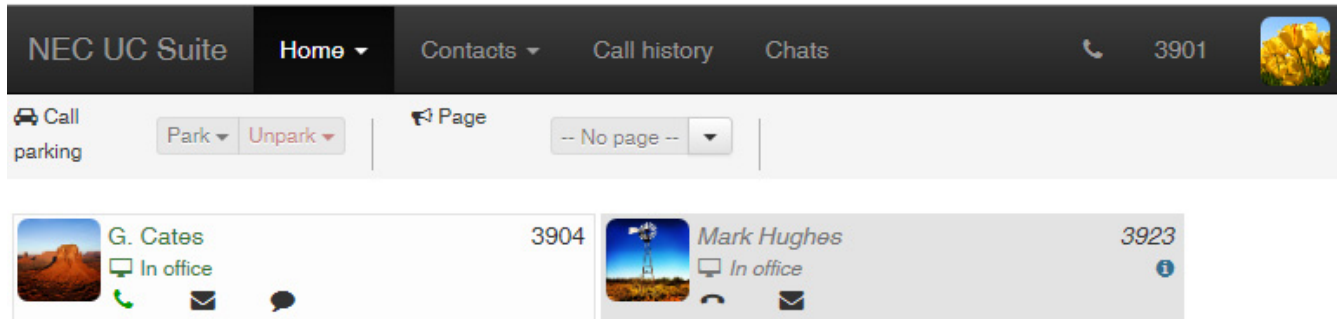 NEC UC Suite Home Contacts Call history Chats 3901
Call parking Park Unpark Page -- No page --
G. Cates 3904 Mark Hughes 3923
In office In office